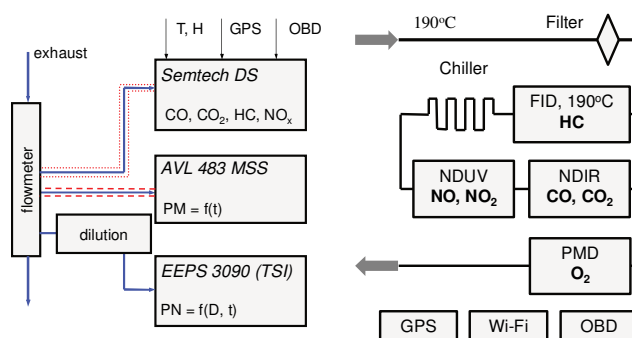 T, H GPS OBD
exhaust
Semtech DS
CO, CO₂, HC, NOₓ
flowmeter
AVL 483 MSS
PM = f(t)
dilution
EEPS 3090 (TSI)
PN = f(D, t)
190°C Filter
Chiller
FID, 190°C
HC
NDUV
NO, NO₂
NDIR
CO, CO₂
PMD
O₂
GPS Wi-Fi OBD